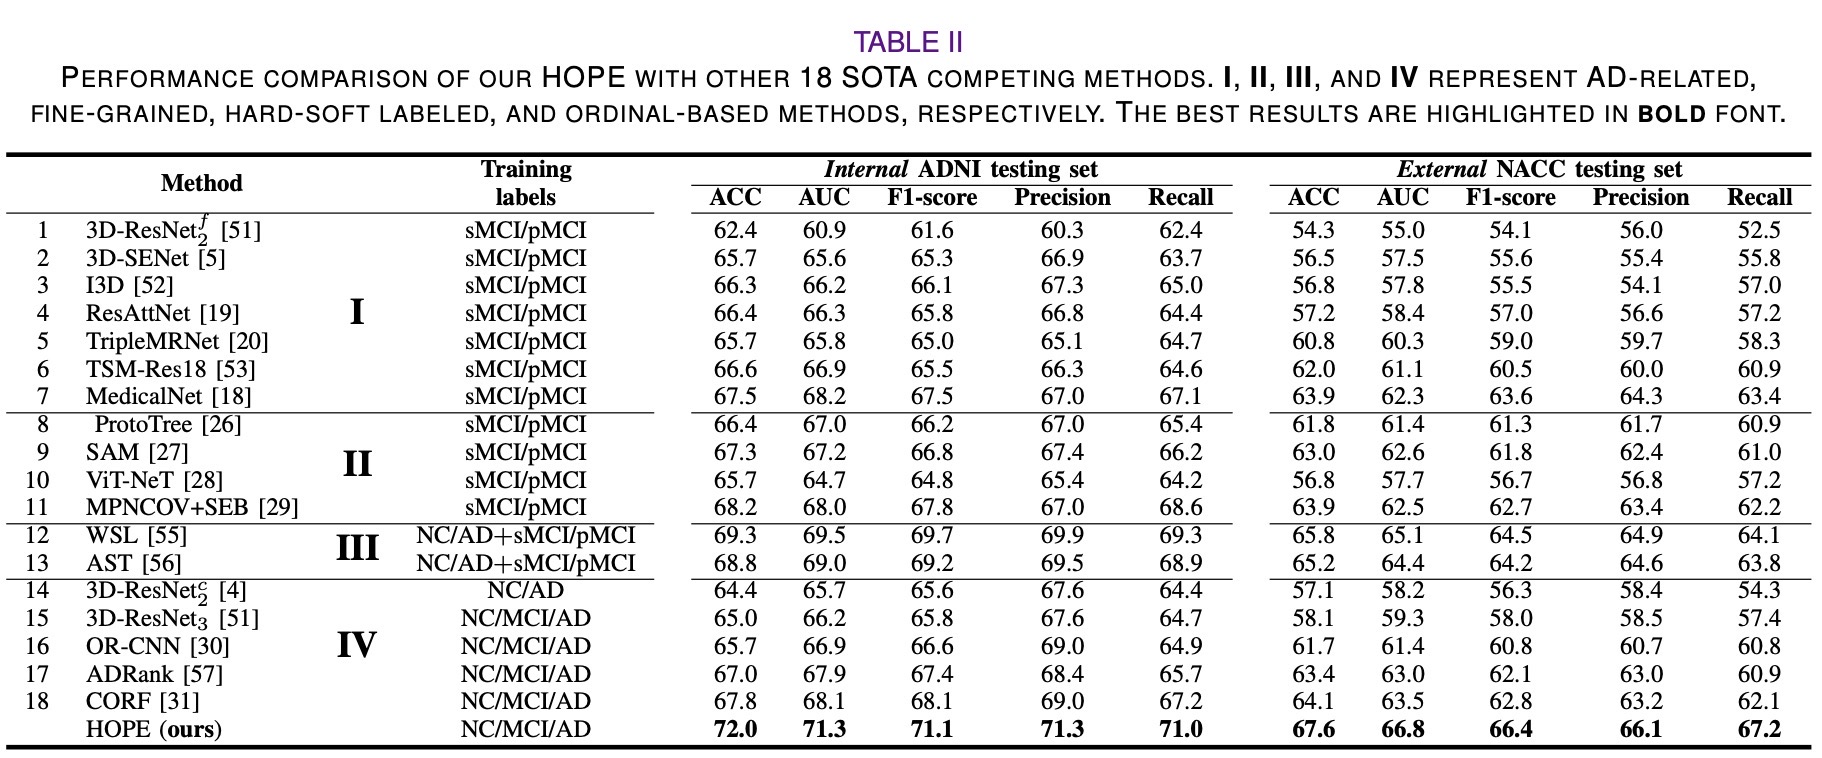 TABLE II
PERFORMANCE COMPARISON OF OUR HOPE WITH OTHER 18 SOTA COMPETING METHODS. I, II, III, AND IV REPRESENT AD-RELATED,
FINE-GRAINED, HARD-SOFT LABELED, AND ORDINAL-BASED METHODS, RESPECTIVELY. THE BEST RESULTS ARE HIGHLIGHTED IN BOLD FONT.
Method Training labels Internal ADNI testing set External NACC testing set
ACC AUC F1-score Precision Recall ACC AUC F1-score Precision Recall
1 3D-ResNet₂ᶠ [51] sMCI/pMCI 62.4 60.9 61.6 60.3 62.4 54.3 55.0 54.1 56.0 52.5
2 3D-SENet [5] sMCI/pMCI 65.7 65.6 65.3 66.9 63.7 56.5 57.5 55.6 55.4 55.8
3 I3D [52] sMCI/pMCI 66.3 66.2 66.1 67.3 65.0 56.8 57.8 55.5 54.1 57.0
4 ResAttNet [19] I sMCI/pMCI 66.4 66.3 65.8 66.8 64.4 57.2 58.4 57.0 56.6 57.2
5 TripleMRNet [20] sMCI/pMCI 65.7 65.8 65.0 65.1 64.7 60.8 60.3 59.0 59.7 58.3
6 TSM-Res18 [53] sMCI/pMCI 66.6 66.9 65.5 66.3 64.6 62.0 61.1 60.5 60.0 60.9
7 MedicalNet [18] sMCI/pMCI 67.5 68.2 67.5 67.0 67.1 63.9 62.3 63.6 64.3 63.4
8 ProtoTree [26] sMCI/pMCI 66.4 67.0 66.2 67.0 65.4 61.8 61.4 61.3 61.7 60.9
9 SAM [27] II sMCI/pMCI 67.3 67.2 66.8 67.4 66.2 63.0 62.6 61.8 62.4 61.0
10 ViT-NeT [28] sMCI/pMCI 65.7 64.7 64.8 65.4 64.2 56.8 57.7 56.7 56.8 57.2
11 MPNCOV+SEB [29] sMCI/pMCI 68.2 68.0 67.8 67.0 68.6 63.9 62.5 62.7 63.4 62.2
12 WSL [55] III NC/AD+sMCI/pMCI 69.3 69.5 69.7 69.9 69.3 65.8 65.1 64.5 64.9 64.1
13 AST [56] NC/AD+sMCI/pMCI 68.8 69.0 69.2 69.5 68.9 65.2 64.4 64.2 64.6 63.8
14 3D-ResNet₂ᶜ [4] NC/AD 64.4 65.7 65.6 67.6 64.4 57.1 58.2 56.3 58.4 54.3
15 3D-ResNet₃ [51] NC/MCI/AD 65.0 66.2 65.8 67.6 64.7 58.1 59.3 58.0 58.5 57.4
16 OR-CNN [30] IV NC/MCI/AD 65.7 66.9 66.6 69.0 64.9 61.7 61.4 60.8 60.7 60.8
17 ADRank [57] NC/MCI/AD 67.0 67.9 67.4 68.4 65.7 63.4 63.0 62.1 63.0 60.9
18 CORF [31] NC/MCI/AD 67.8 68.1 68.1 69.0 67.2 64.1 63.5 62.8 63.2 62.1
HOPE (ours) NC/MCI/AD 72.0 71.3 71.1 71.3 71.0 67.6 66.8 66.4 66.1 67.2